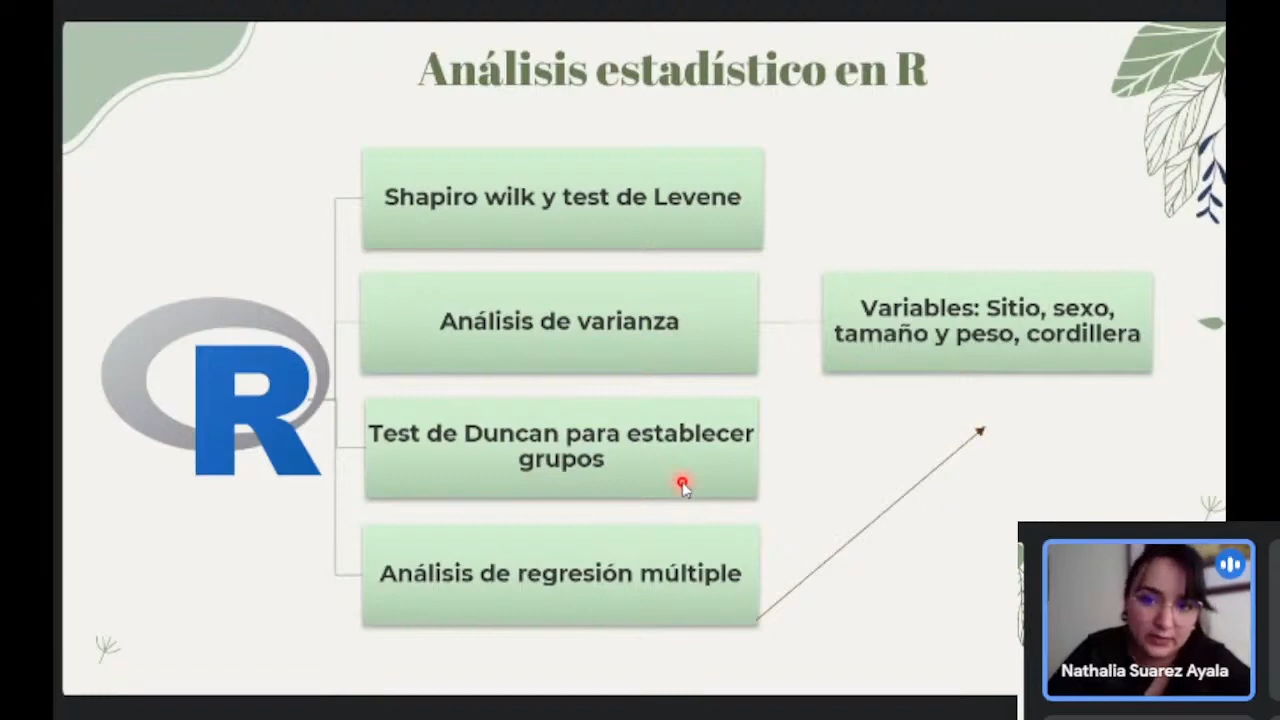 Análisis estadístico en R
Shapiro wilk y test de Levene
Análisis de varianza
Variables: Sitio, sexo,
tamaño y peso, cordillera
Test de Duncan para establecer
grupos
Análisis de regresión múltiple
R
Nathalia Suarez Ayala